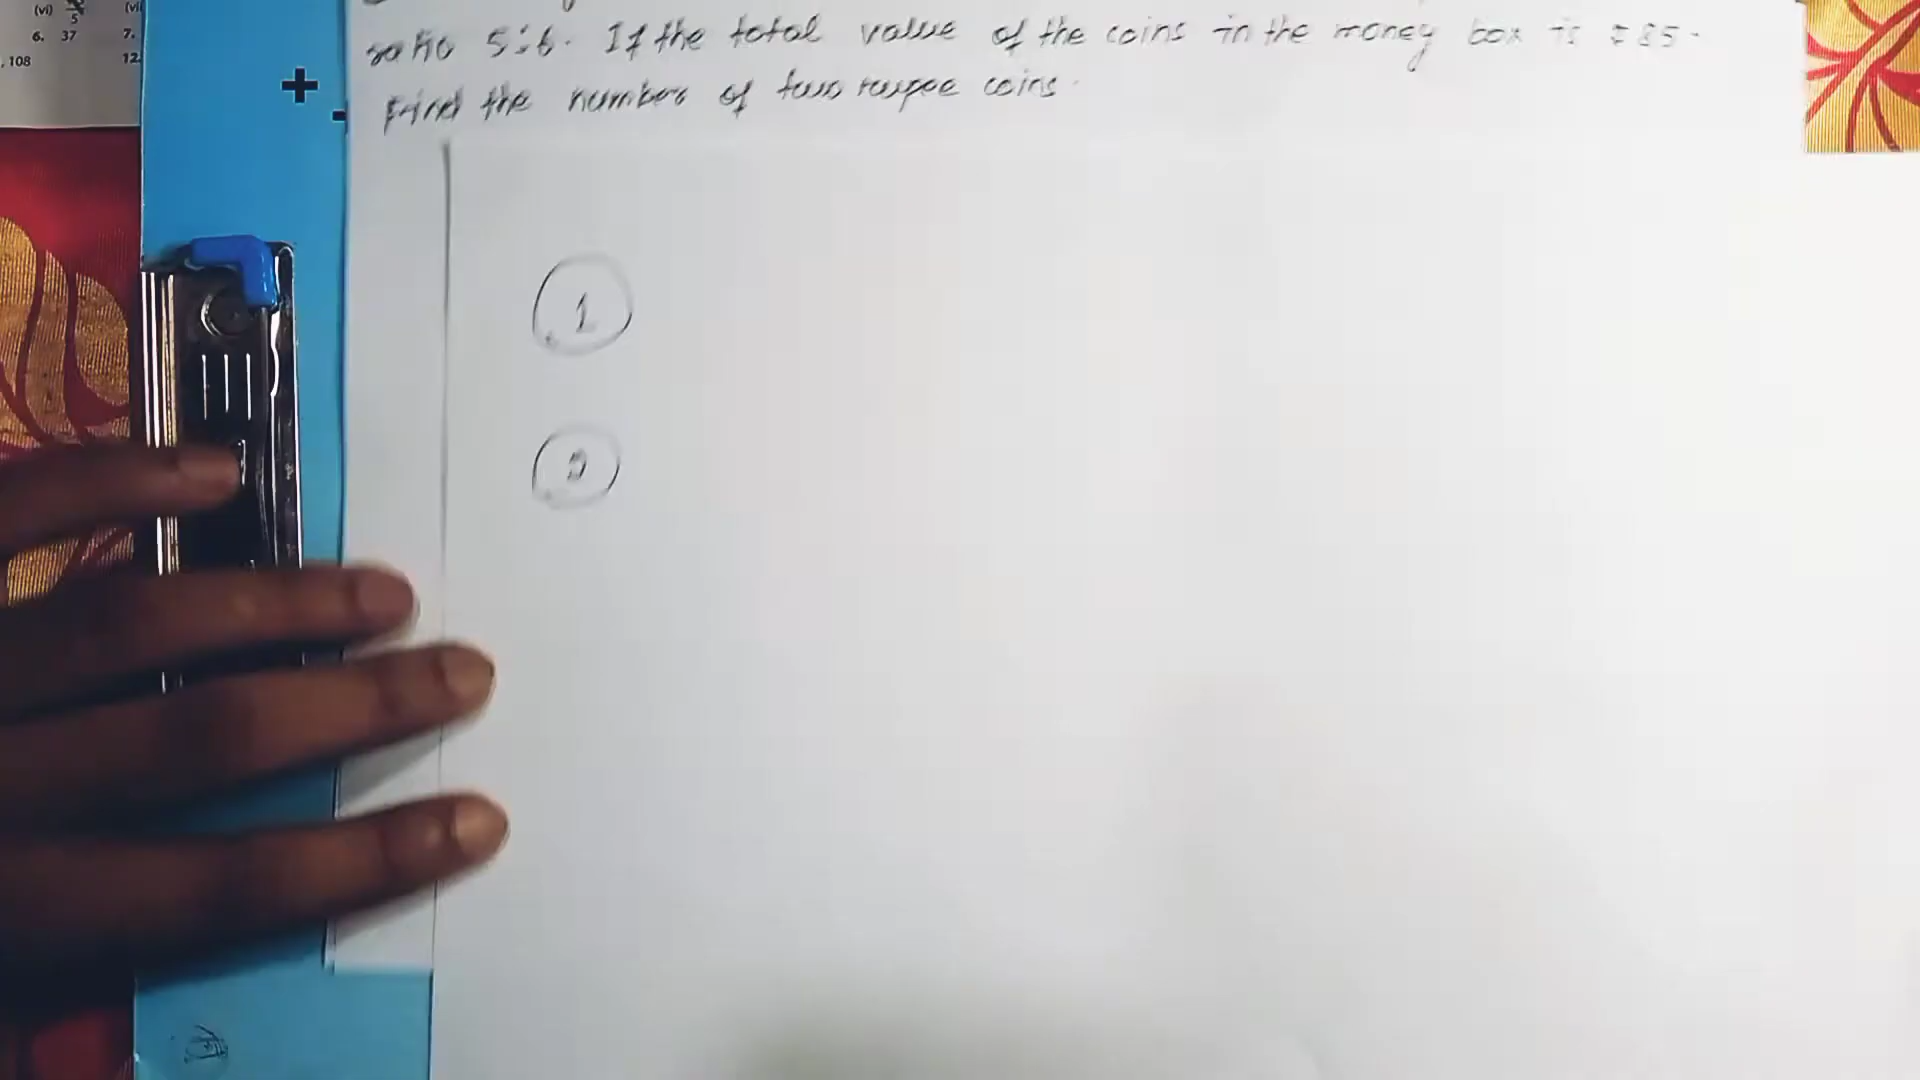 (vi)
5
6. 37
7.
108
12.
ratio 5:6. If the total value of the coins in the money box is ₹85.
Find the number of two rupee coins.
1
2